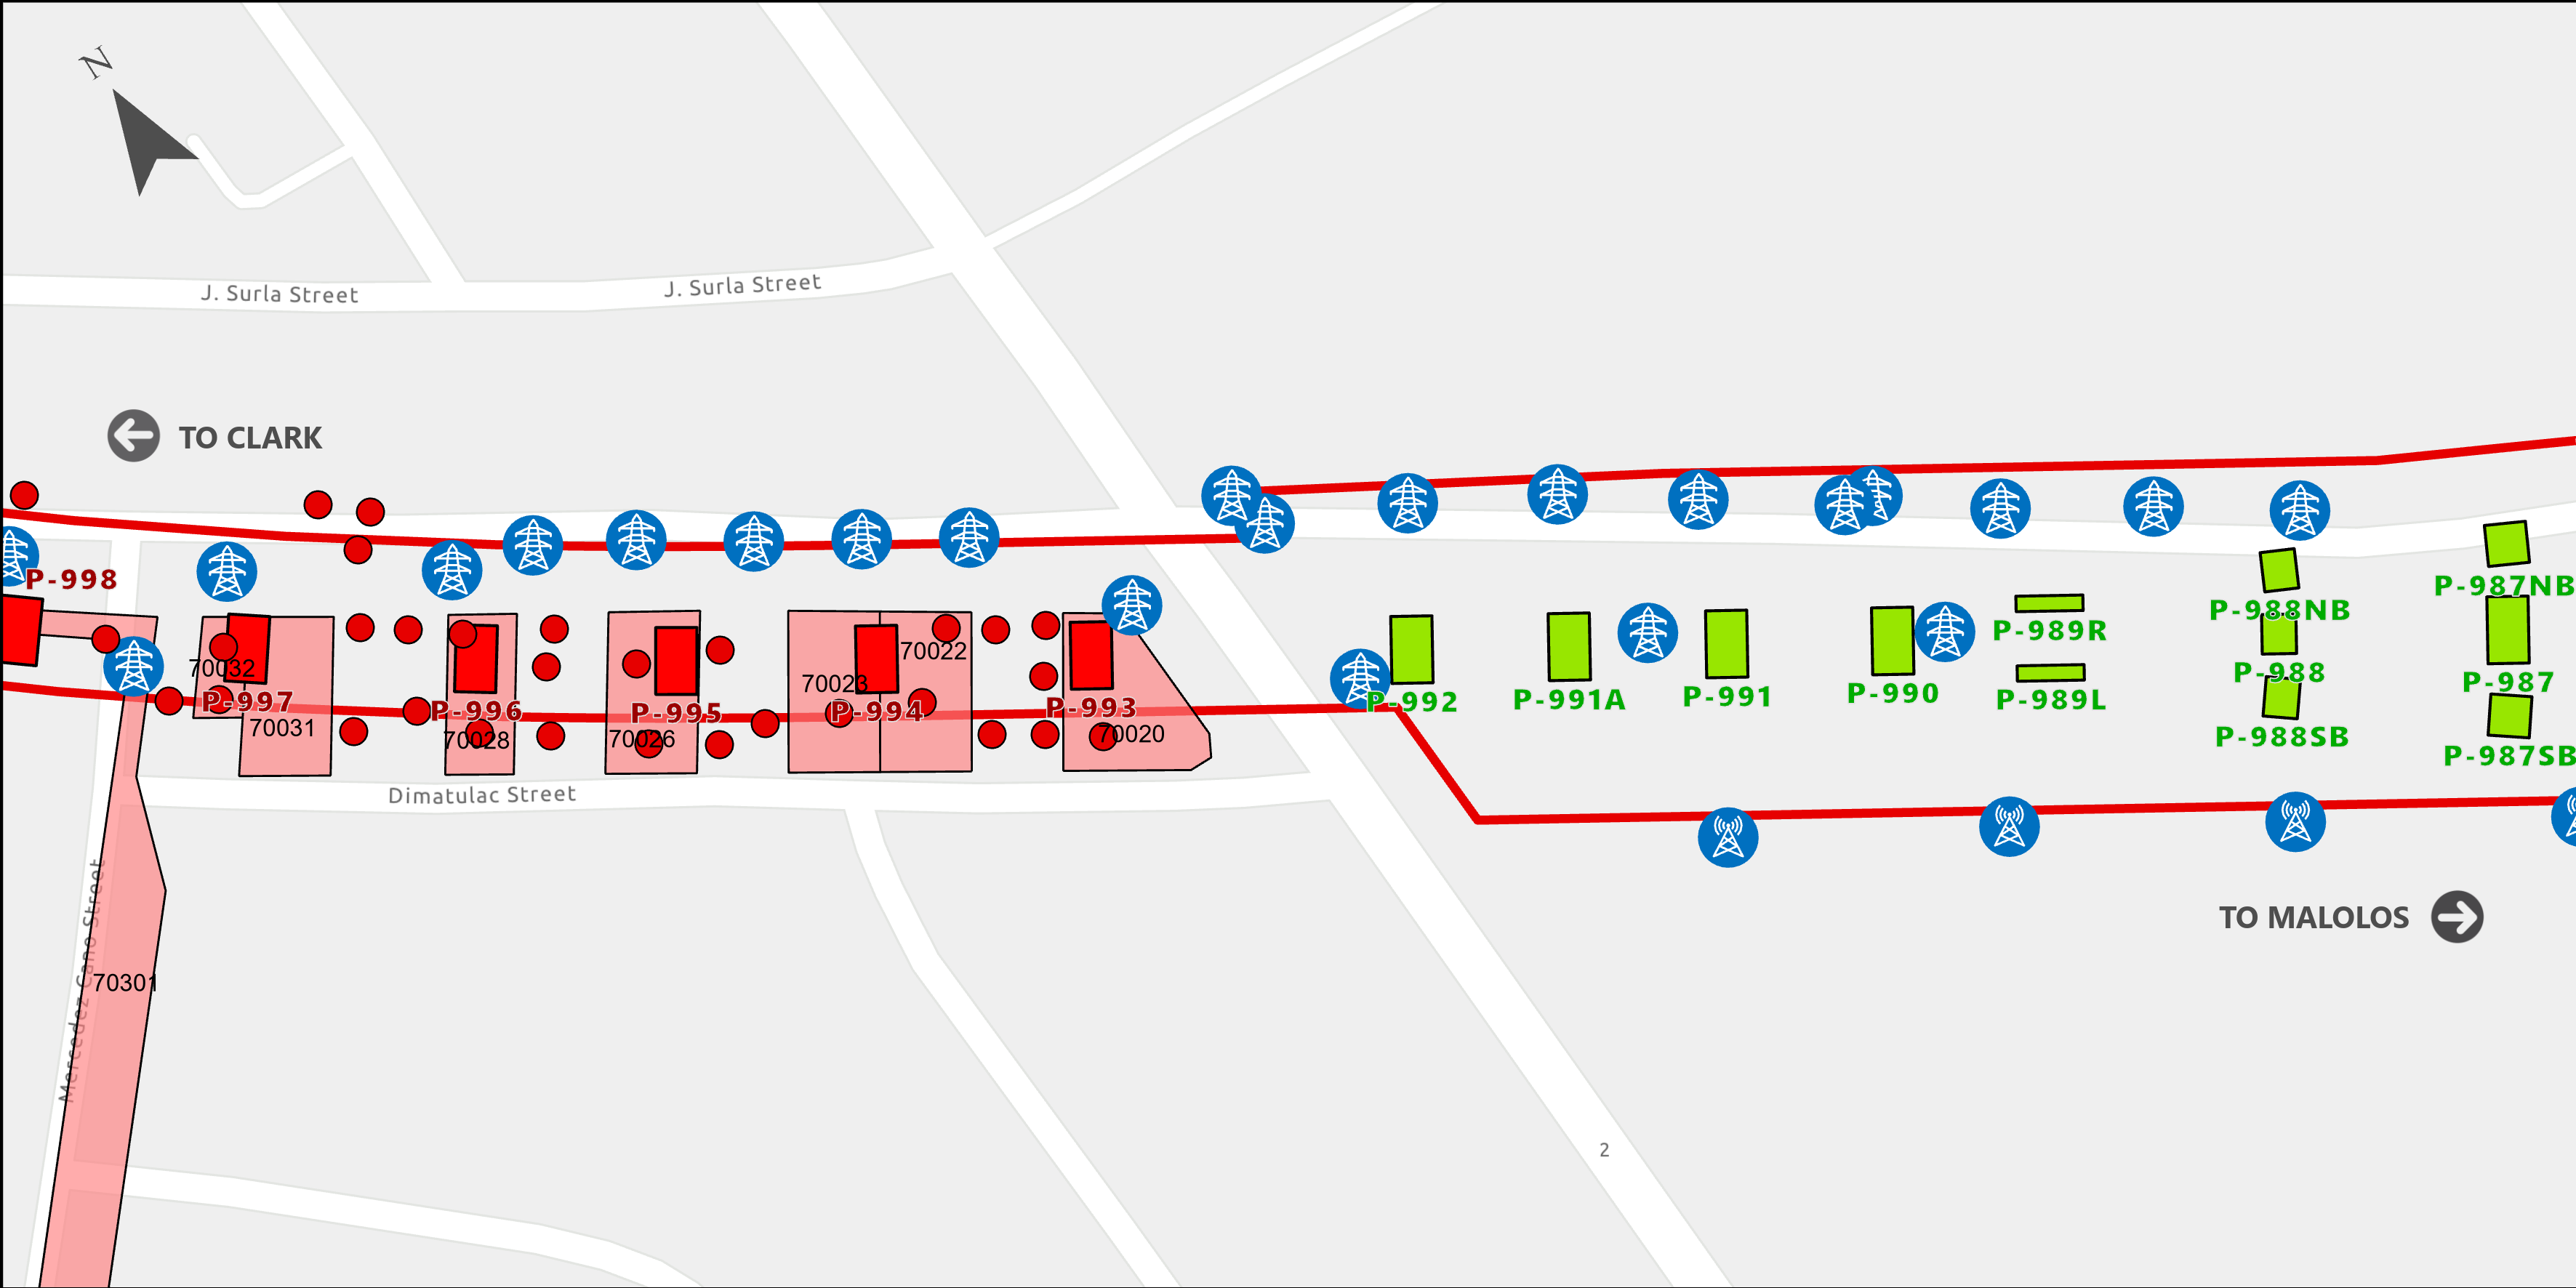 N
J. Surla Street
J. Surla Street
TO CLARK
P-998
70032
P-997
70031
P-996
70028
P-995
70026
70023
70022
P-994
P-993
70020
P-992
P-991A
P-991
P-990
P-989R
P-989L
P-988NB
P-988
P-988SB
P-987NB
P-987
P-987SB
Dimatulac Street
Mercedez Cano Street
70301
TO MALOLOS
2